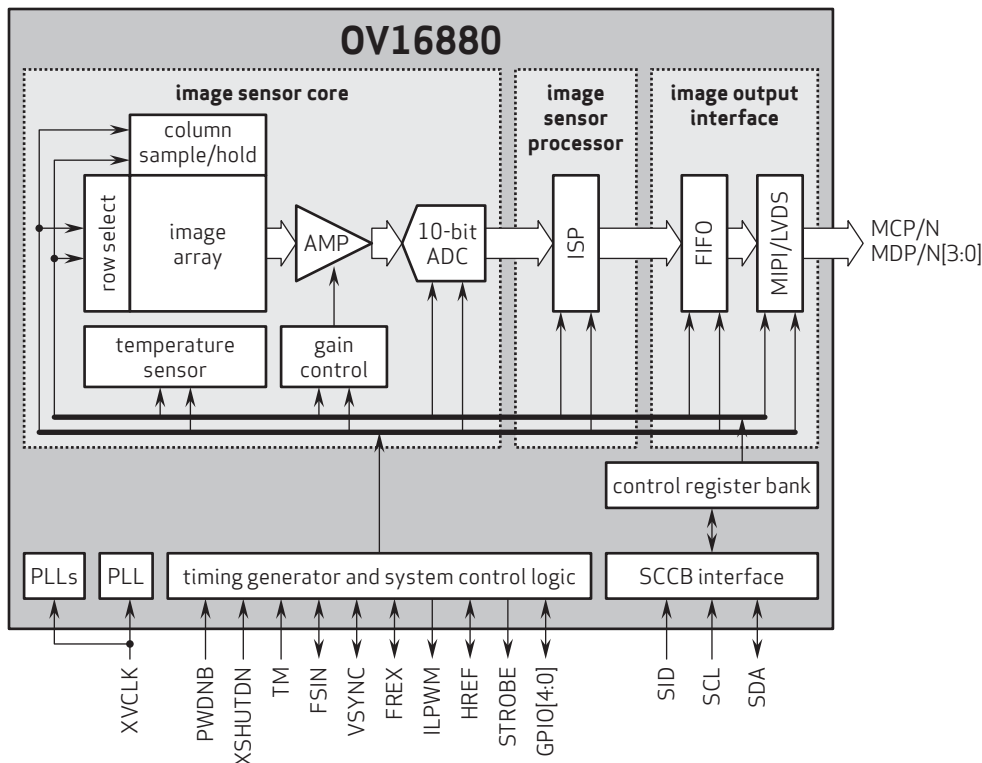 OV16880
image sensor core
image
sensor
processor
image output
interface
column
sample/hold
row select
image
array
AMP
10-bit
ADC
ISP
FIFO
MIPI/LVDS
MCP/N
MDP/N[3:0]
temperature
sensor
gain
control
control register bank
PLLs
PLL
timing generator and system control logic
SCCB interface
XVCLK
PWDNB
XSHUTDN
TM
FSIN
VSYNC
FREX
ILPWM
HREF
STROBE
GPIO[4:0]
SID
SCL
SDA